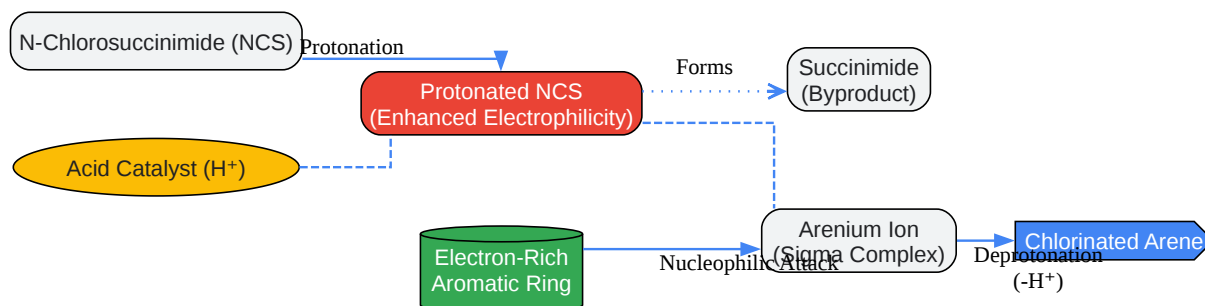 N-Chlorosuccinimide (NCS)
Protonation
Forms
Succinimide
(Byproduct)
Protonated NCS
(Enhanced Electrophilicity)
Acid Catalyst (H⁺)
Electron-Rich
Aromatic Ring
Nucleophilic Attack
Arenium Ion
(Sigma Complex)
Deprotonation
(-H⁺)
Chlorinated Arene